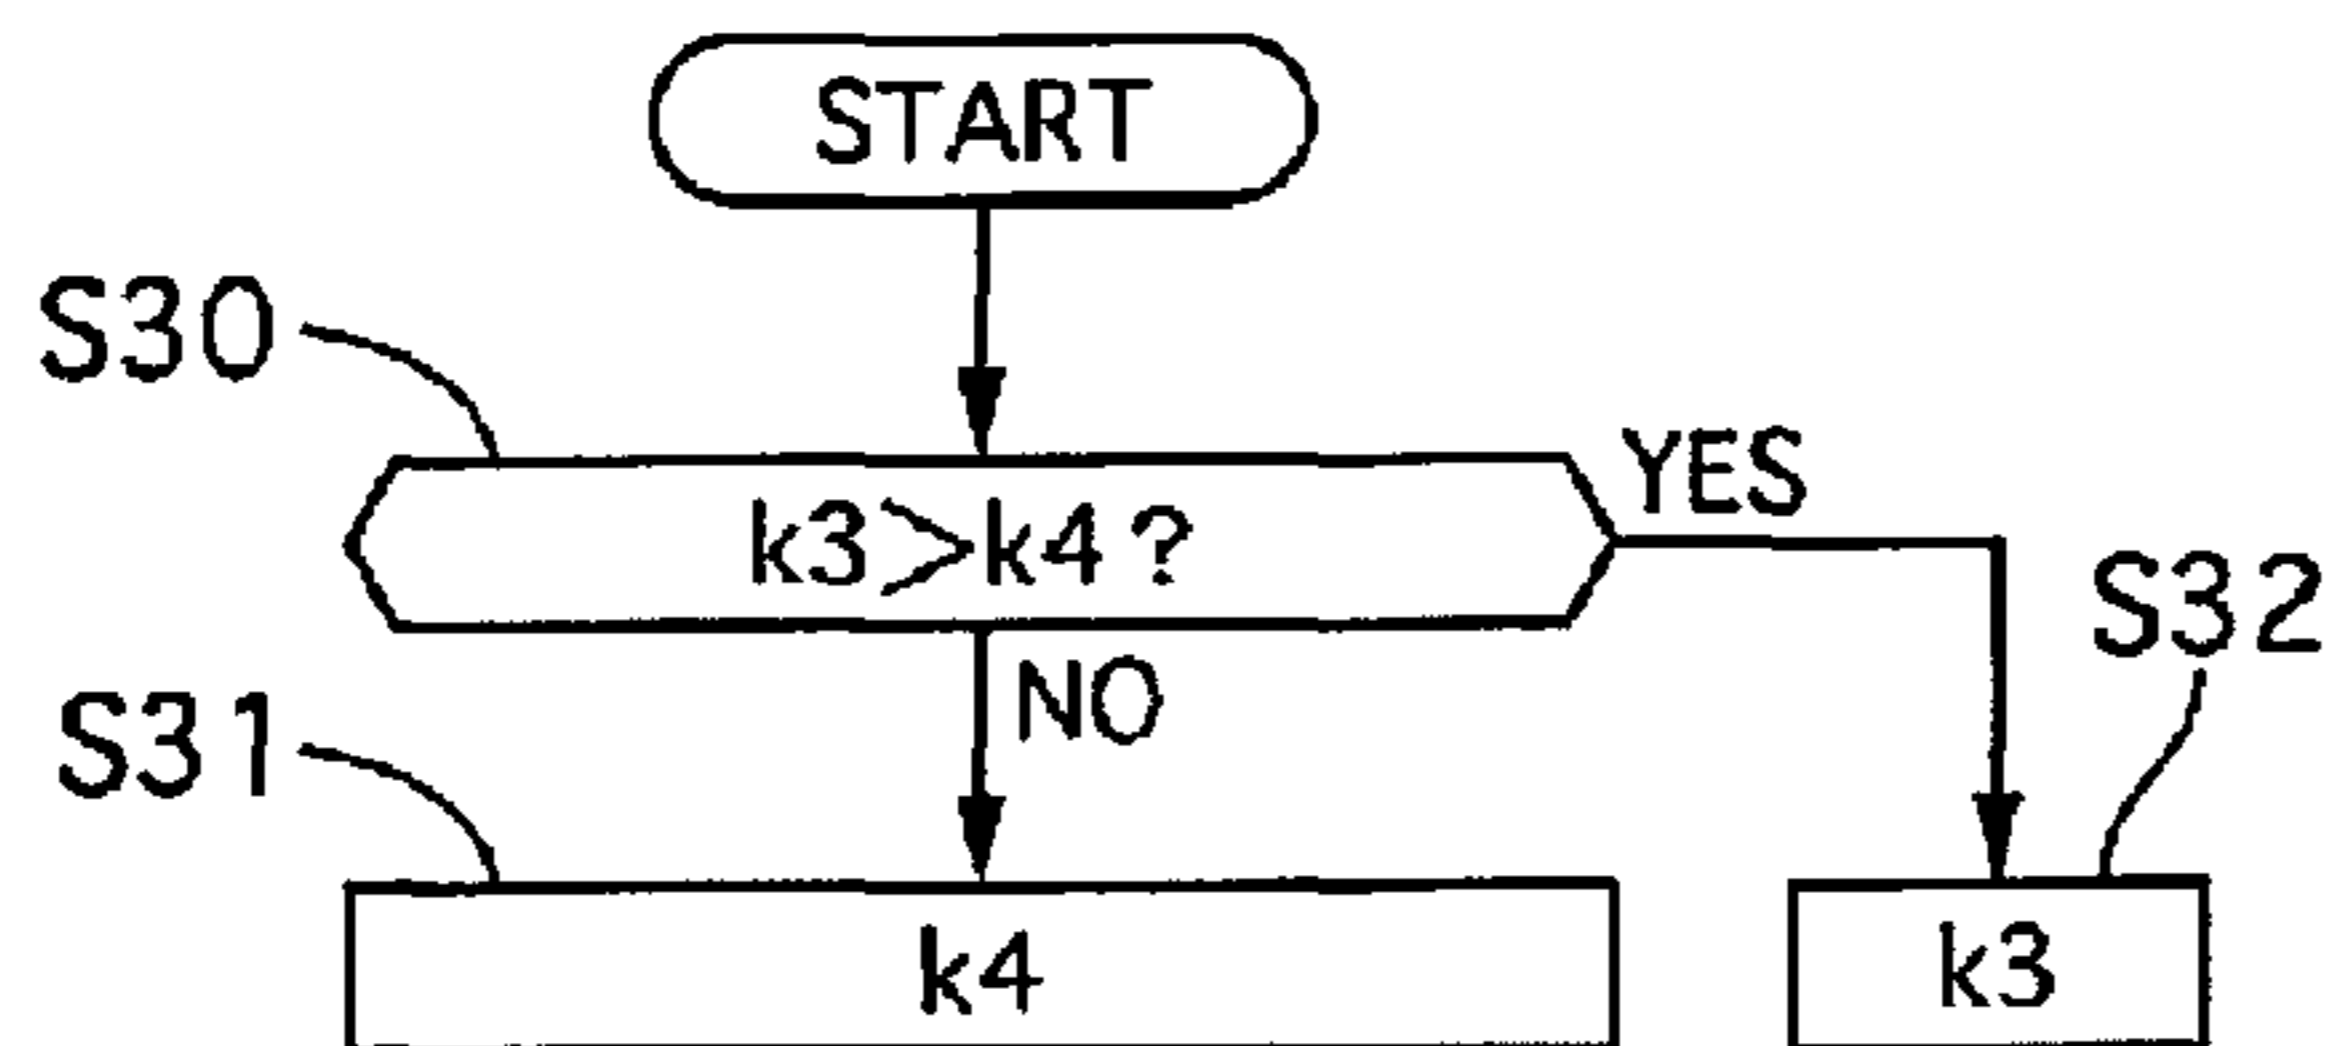 START
S30
YES
k3>k4?
S32
NO
S31
k4
k3